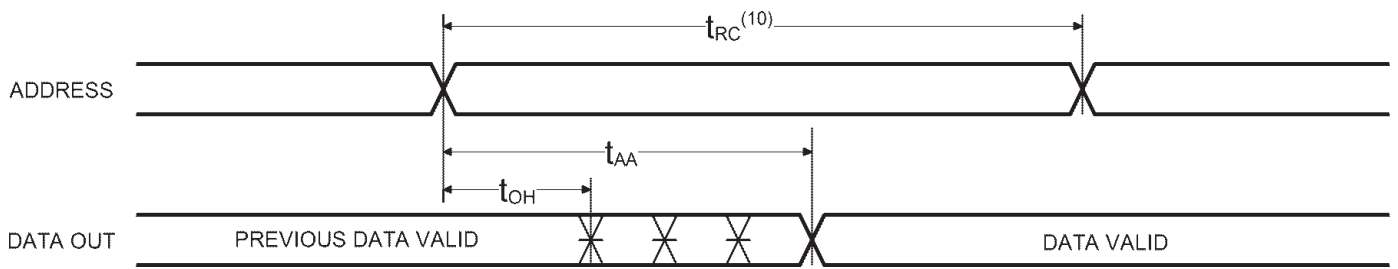 tRC(10)
ADDRESS
tAA
tOH
DATA OUT PREVIOUS DATA VALID DATA VALID